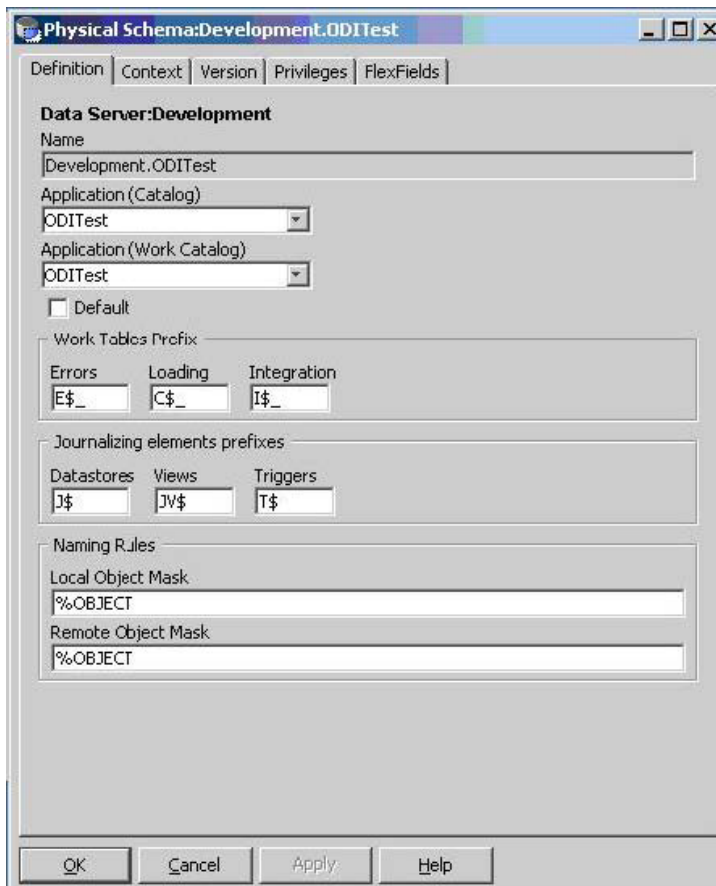 Physical Schema:Development.ODITest
Definition Context Version Privileges FlexFields
Data Server:Development
Name
Development.ODITest
Application (Catalog)
ODITest
Application (Work Catalog)
ODITest
Default
Work Tables Prefix
Errors Loading Integration
E$_ C$_ I$_
Journalizing elements prefixes
Datastores Views Triggers
J$ JV$ T$
Naming Rules
Local Object Mask
%OBJECT
Remote Object Mask
%OBJECT
OK Cancel Apply Help